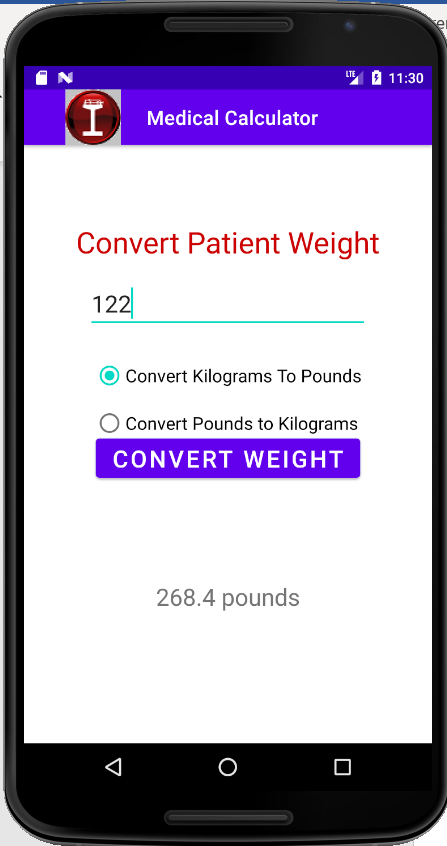 LTE 11:30
Medical Calculator
Convert Patient Weight
122
Convert Kilograms To Pounds
Convert Pounds to Kilograms
CONVERT WEIGHT
268.4 pounds